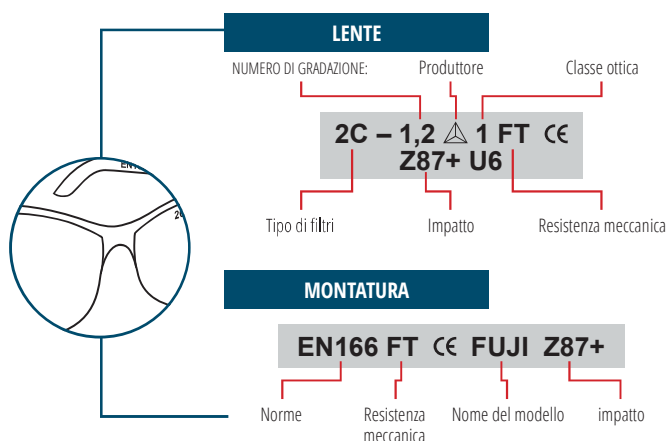 LENTE
NUMERO DI GRADAZIONE: Produttore Classe ottica
2C – 1,2 1 FT CE
Z87+ U6
Tipo di filtri Impatto Resistenza meccanica
MONTATURA
EN166 FT CE FUJI Z87+
Norme Resistenza Nome del modello impatto
meccanica